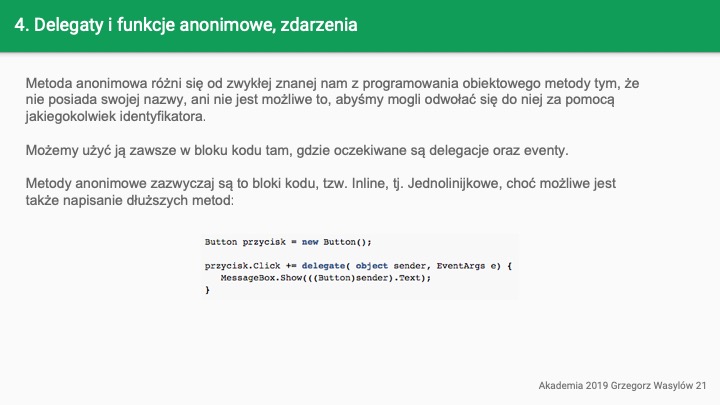 4. Delegaty i funkcje anonimowe, zdarzenia
Metoda anonimowa różni się od zwykłej znanej nam z programowania obiektowego metody tym, że
nie posiada swojej nazwy, ani nie jest możliwe to, abyśmy mogli odwołać się do niej za pomocą
jakiegokolwiek identyfikatora.
Możemy użyć ją zawsze w bloku kodu tam, gdzie oczekiwane są delegacje oraz eventy.
Metody anonimowe zazwyczaj są to bloki kodu, tzw. Inline, tj. Jednolinijkowe, choć możliwe jest
także napisanie dłuższych metod:
Button przycisk = new Button();
przycisk.Click += delegate( object sender, EventArgs e) {
MessageBox.Show(((Button)sender).Text);
}
Akademia 2019 Grzegorz Wasylów 21